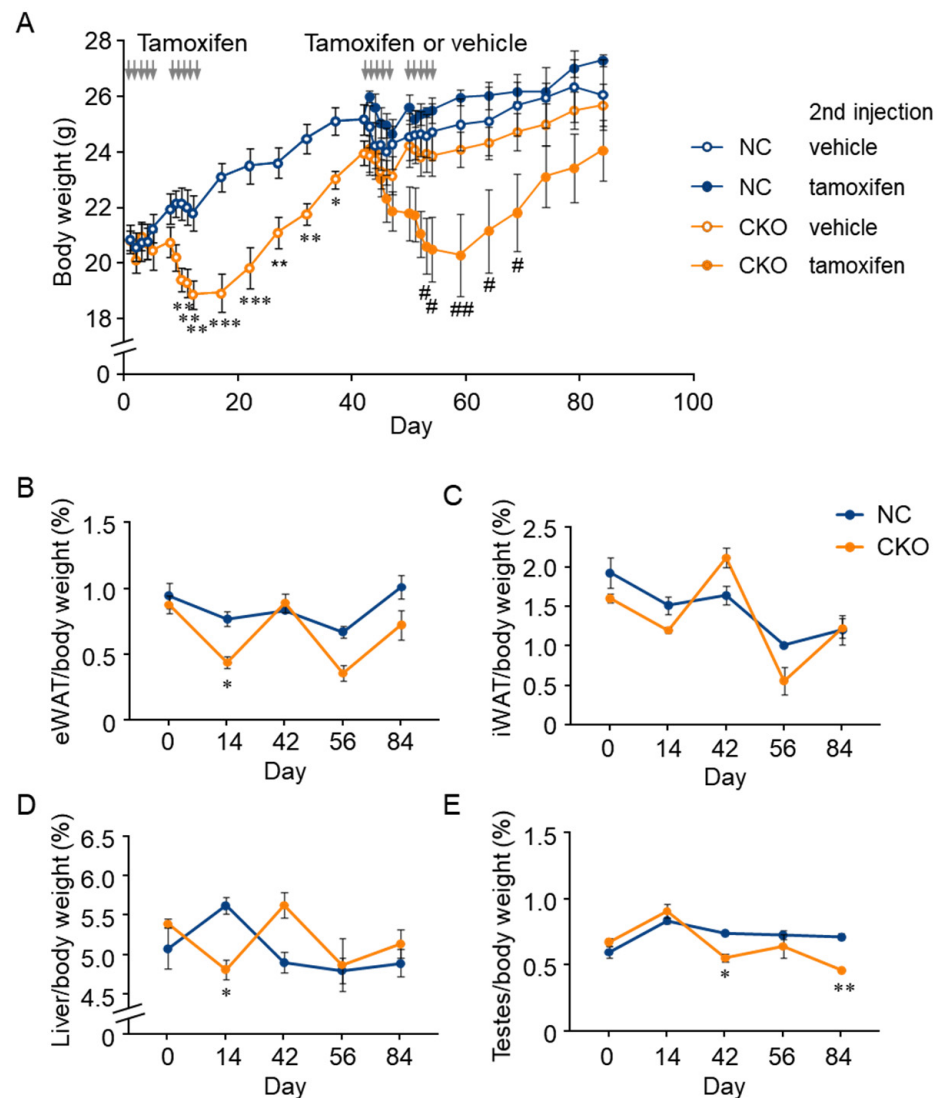 A
Tamoxifen
Tamoxifen or vehicle
Body weight (g)
28
26
24
22
20
18
0
0 20 40 60 80 100
Day
** ** ** *** *** ** ** *
# # ## # #
2nd injection
NC vehicle
NC tamoxifen
CKO vehicle
CKO tamoxifen
B
eWAT/body weight (%)
1.5
1.0
0.5
0
*
0 14 42 56 84
Day
C
iWAT/body weight (%)
2.5
2.0
1.5
1.0
0.5
0
0 14 42 56 84
Day
NC
CKO
D
Liver/body weight (%)
6.5
6.0
5.5
5.0
4.5
0
*
0 14 42 56 84
Day
E
Testes/body weight (%)
1.5
1.0
0.5
0
* **
0 14 42 56 84
Day